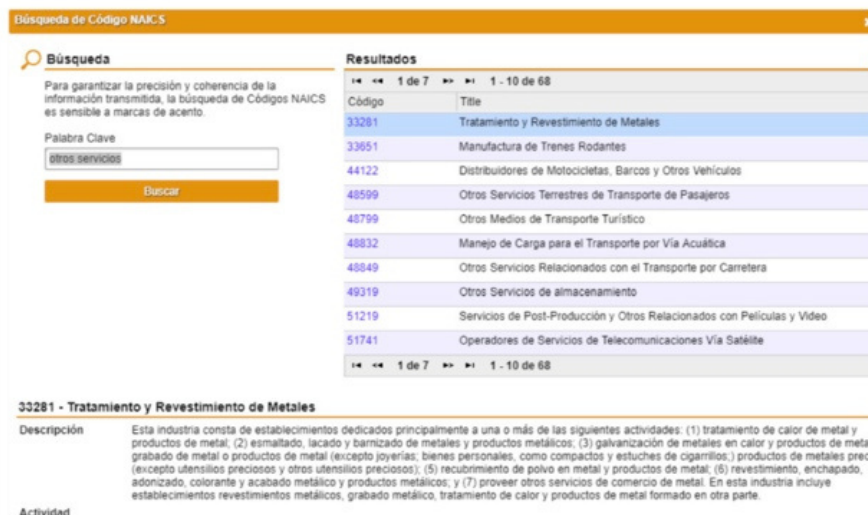 Búsqueda de Código NAICS
Búsqueda
Para garantizar la precisión y coherencia de la
información transmitida, la búsqueda de Códigos NAICS
es sensible a marcas de acento.
Palabra Clave
otros servicios
Buscar
Resultados
1 de 7 1 - 10 de 68
Código Title
33281 Tratamiento y Revestimiento de Metales
33651 Manufactura de Trenes Rodantes
44122 Distribuidores de Motocicletas, Barcos y Otros Vehículos
48599 Otros Servicios Terrestres de Transporte de Pasajeros
48799 Otros Medios de Transporte Turístico
48832 Manejo de Carga para el Transporte por Vía Acuática
48849 Otros Servicios Relacionados con el Transporte por Carretera
49319 Otros Servicios de almacenamiento
51219 Servicios de Post-Producción y Otros Relacionados con Películas y Video
51741 Operadores de Servicios de Telecomunicaciones Vía Satélite
1 de 7 1 - 10 de 68
33281 - Tratamiento y Revestimiento de Metales
Descripción Esta industria consta de establecimientos dedicados principalmente a una o más de las siguientes actividades: (1) tratamiento de calor de metal y
productos de metal; (2) esmaltado, lacado y barnizado de metales y productos metálicos; (3) galvanización de metales en calor y productos de
grabado de metal o productos de metal (excepto joyerías; bienes personales, como compactos y estuches de cigarrillos;) productos de metales
(excepto utensilios preciosos y otros utensilios preciosos); (5) recubrimiento de polvo en metal y productos de metal; (6) revestimiento, enchapado,
adonizado, colorante y acabado metálico y productos metálicos; y (7) proveer otros servicios de comercio de metal. En esta industria incluye
establecimientos revestimientos metálicos, grabado metálico, tratamiento de calor y productos de metal formado en otra parte.
Actividad